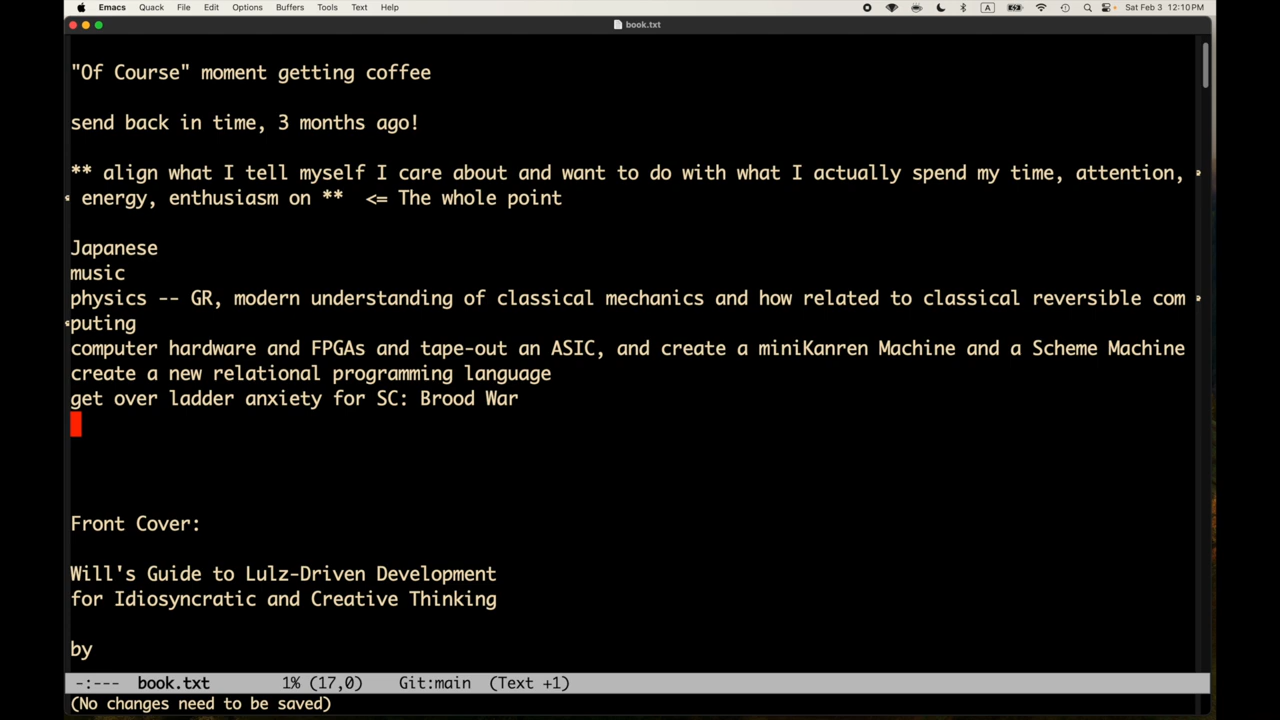 Emacs Quack File Edit Options Buffers Tools Text Help A Sat Feb 3 12:10 PM
book.txt
"Of Course" moment getting coffee
send back in time, 3 months ago!
** align what I tell myself I care about and want to do with what I actually spend my time, attention,
energy, enthusiasm on ** <= The whole point
Japanese
music
physics -- GR, modern understanding of classical mechanics and how related to classical reversible com
puting
computer hardware and FPGAs and tape-out an ASIC, and create a miniKanren Machine and a Scheme Machine
create a new relational programming language
get over ladder anxiety for SC: Brood War
Front Cover:
Will's Guide to Lulz-Driven Development
for Idiosyncratic and Creative Thinking
by
-:--- book.txt 1% (17,0) Git:main (Text +1)
(No changes need to be saved)